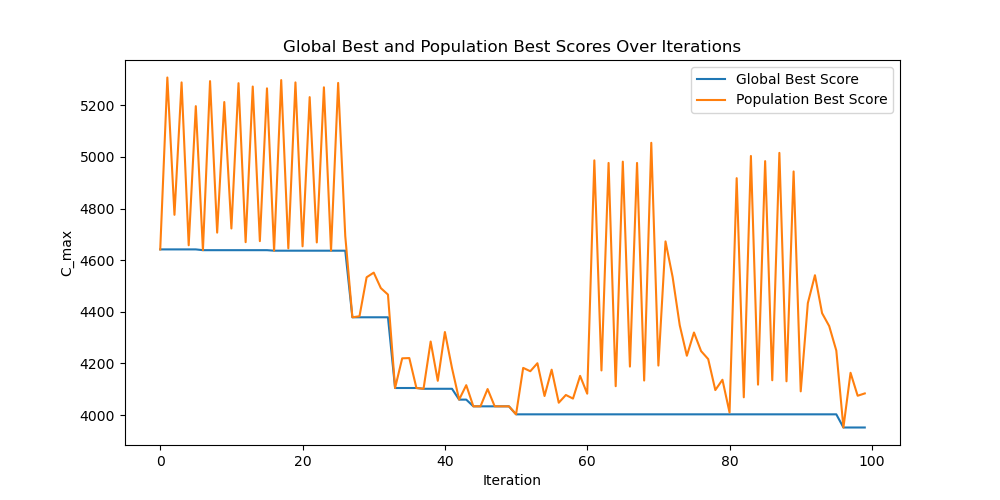 Global Best and Population Best Scores Over Iterations
Global Best Score
Population Best Score
C_max
5200
5000
4800
4600
4400
4200
4000
0
20
40
60
80
100
Iteration